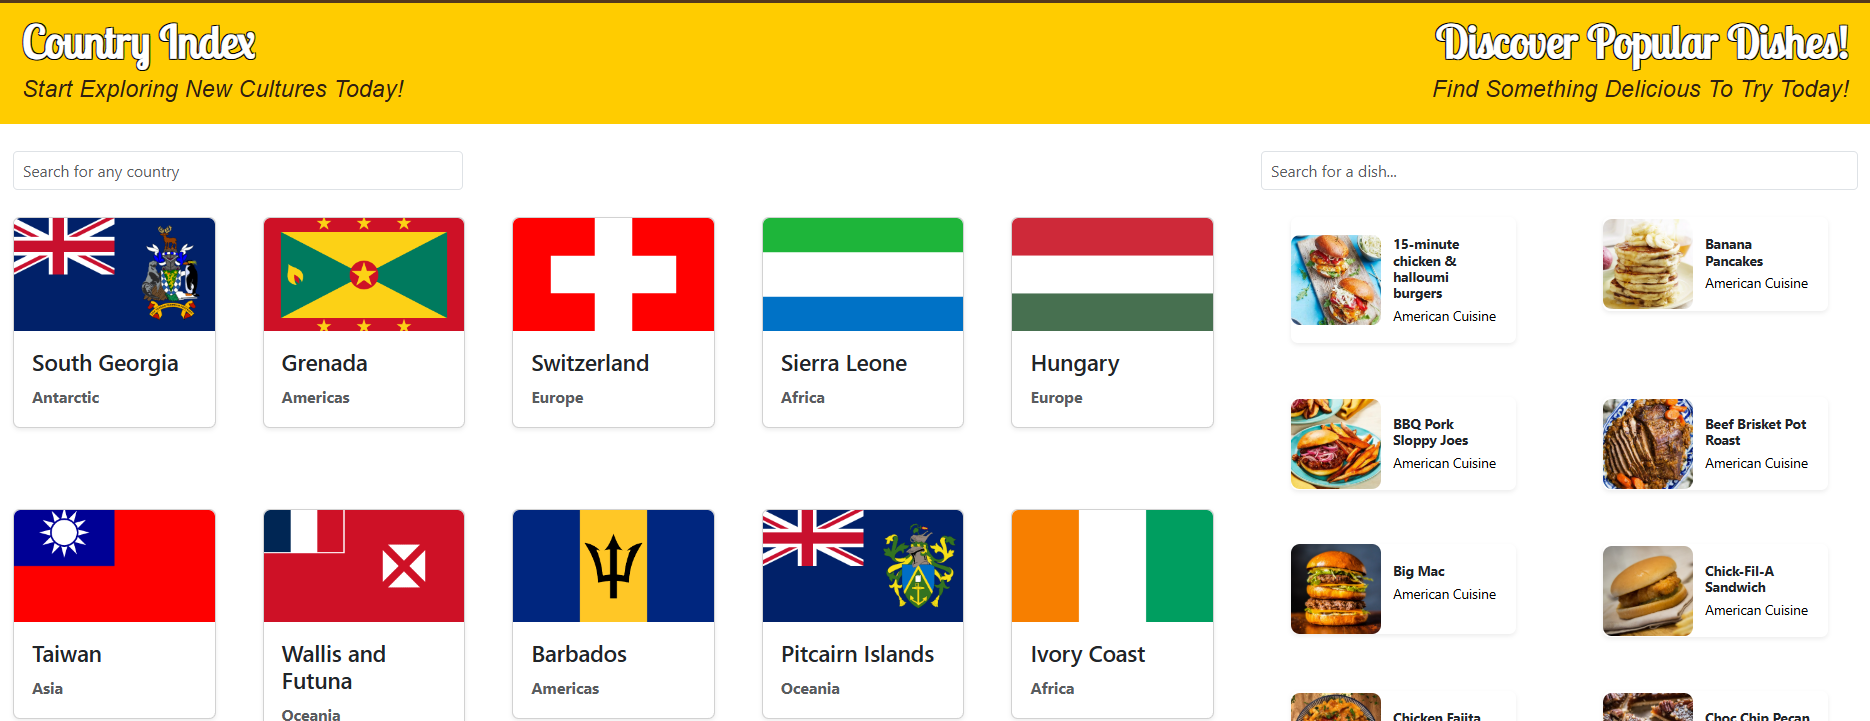 Country Index
Start Exploring New Cultures Today!
Discover Popular Dishes!
Find Something Delicious To Try Today!
Search for any country
South Georgia
Antarctic
Grenada
Americas
Switzerland
Europe
Sierra Leone
Africa
Hungary
Europe
Taiwan
Asia
Wallis and
Futuna
Oceania
Barbados
Americas
Pitcairn Islands
Oceania
Ivory Coast
Africa
Search for a dish...
15-minute
chicken &
halloumi
burgers
American Cuisine
Banana
Pancakes
American Cuisine
BBQ Pork
Sloppy Joes
American Cuisine
Beef Brisket Pot
Roast
American Cuisine
Big Mac
American Cuisine
Chick-Fil-A
Sandwich
American Cuisine
Chicken Fajita
Choc Chip Pecan